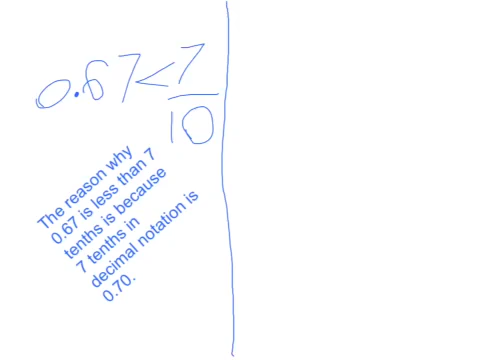 0.67 < 7/10
The reason why
0.67 is less than 7
tenths is because
7 tenths in
decimal notation is
0.70.